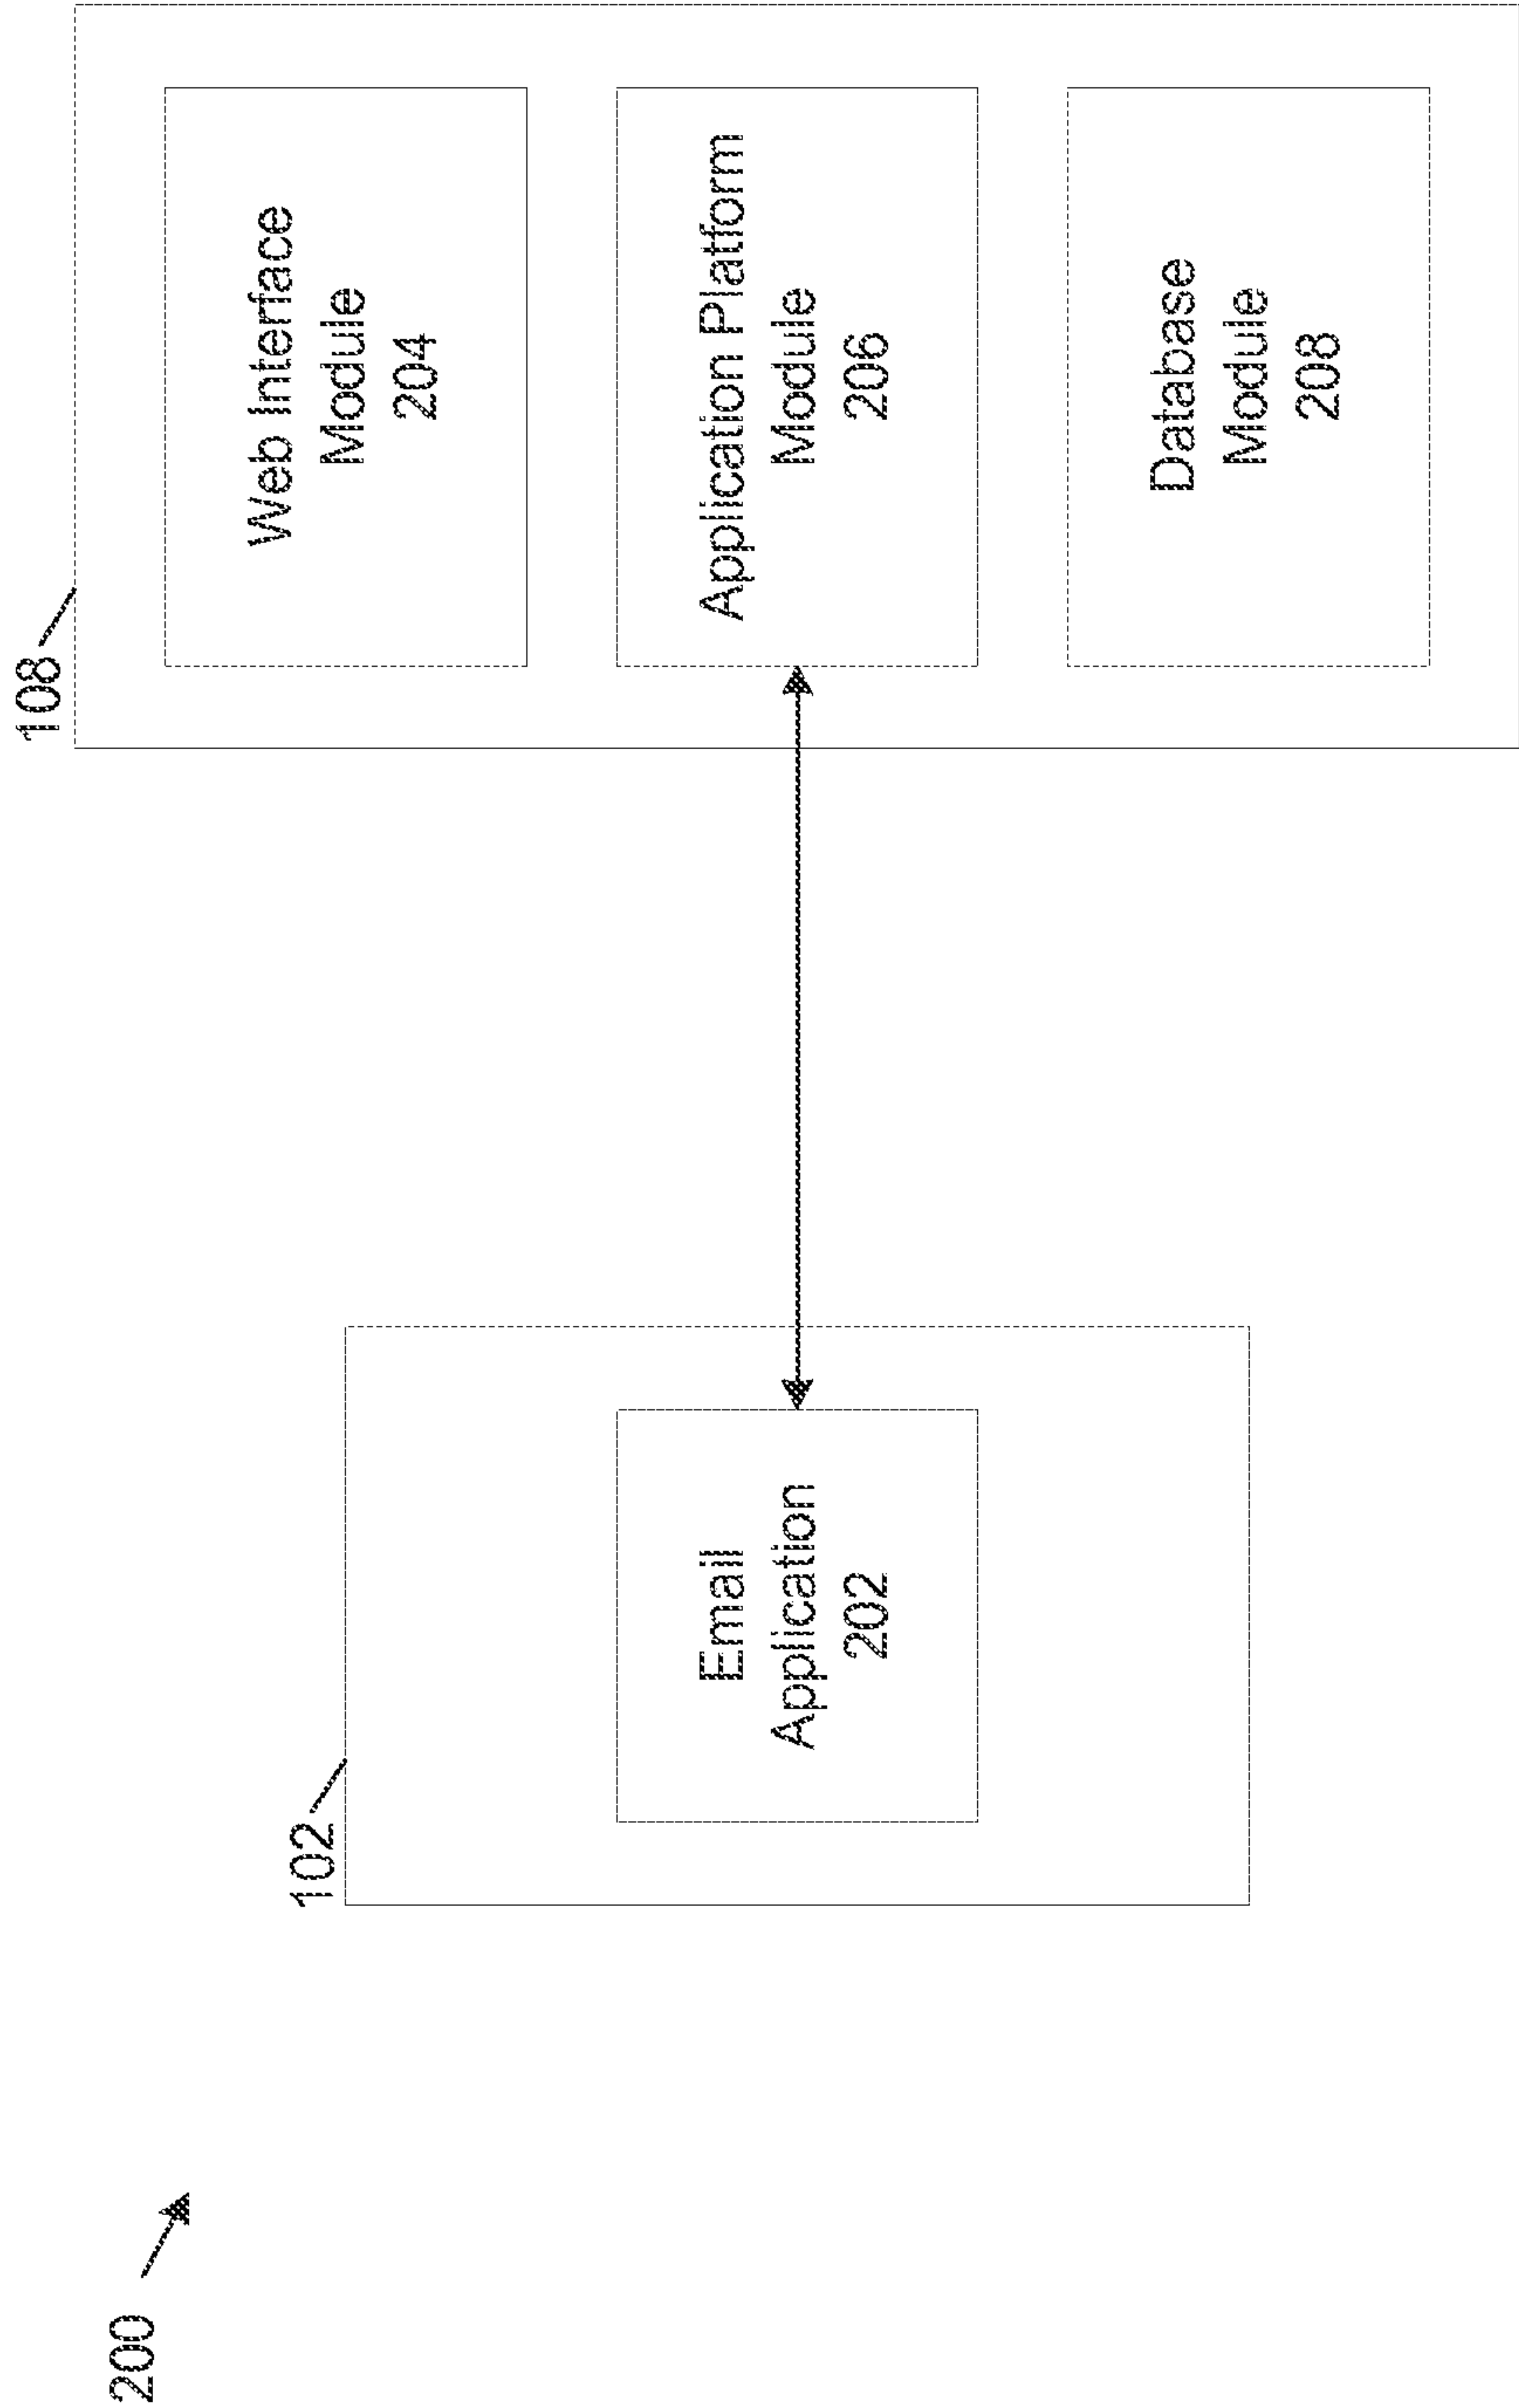 200
102
Email
Application
202
108
Web Interface
Module
204
Application Platform
Module
206
Database
Module
208